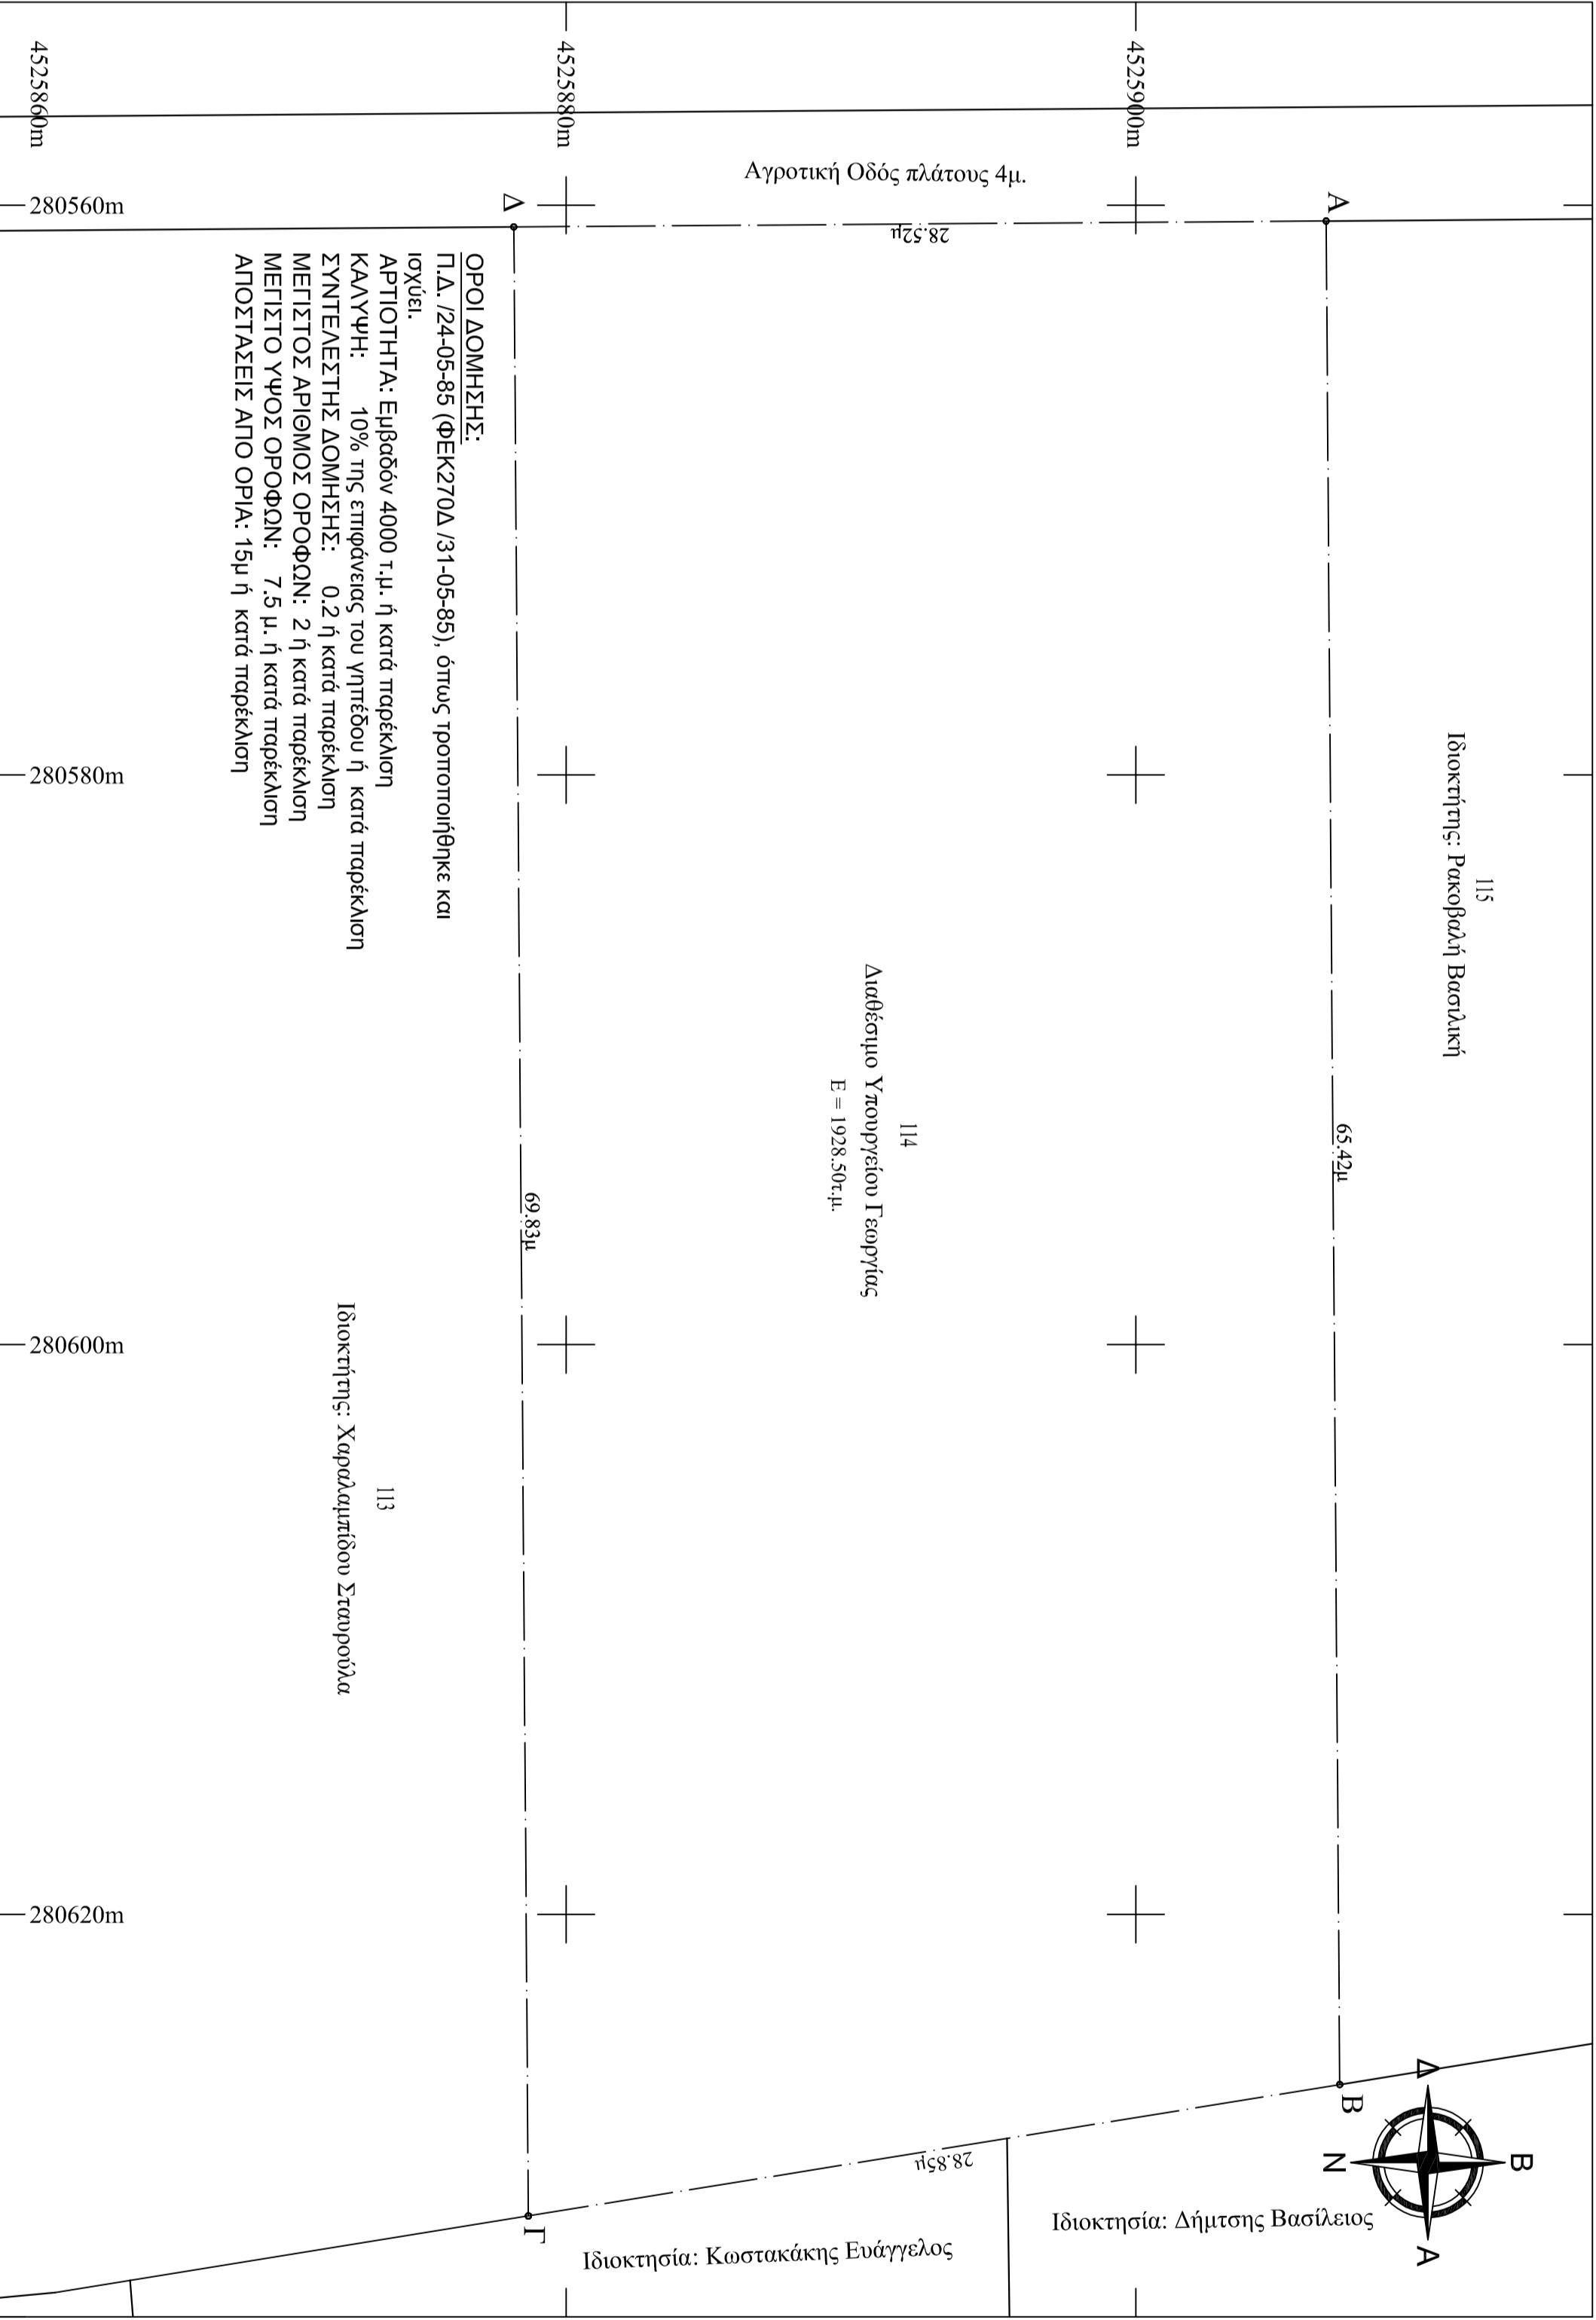 4525860m
4525880m
4525900m
Αγροτική Οδός πλάτους 4μ.
280560m
280580m
280600m
280620m
Δ
Α
28.52μ
ΟΡΟΙ ΔΟΜΗΣΗΣ:
Π.Δ. /24-05-85 (ΦΕΚ270Δ /31-05-85), όπως τροποποιήθηκε και
ισχύει.
ΑΡΤΙΟΤΗΤΑ: Εμβαδόν 4000 τ.μ. ή κατά παρέκλιση
ΚΑΛΥΨΗ: 10% της επιφάνειας του γηπέδου ή κατά παρέκλιση
ΣΥΝΤΕΛΕΣΤΗΣ ΔΟΜΗΣΗΣ: 0.2 ή κατά παρέκλιση
ΜΕΓΙΣΤΟΣ ΑΡΙΘΜΟΣ ΟΡΟΦΩΝ: 2 ή κατά παρέκλιση
ΜΕΓΙΣΤΟ ΥΨΟΣ ΟΡΟΦΩΝ: 7.5 μ. ή κατά παρέκλιση
ΑΠΟΣΤΑΣΕΙΣ ΑΠΟ ΟΡΙΑ: 15μ ή κατά παρέκλιση
115
Ιδιοκτήτης: Ρακοβαλή Βασιλική
65.42μ
114
Διαθέσιμο Υπουργείου Γεωργίας
Ε = 1928.50τ.μ.
69.83μ
113
Ιδιοκτήτης: Χαραλαμπίδου Σταυρούλα
Β
Γ
28.85μ
Δ
Β
Ν
Α
Ιδιοκτησία: Δήμτσης Βασίλειος
Ιδιοκτησία: Κωστακάκης Ευάγγελος